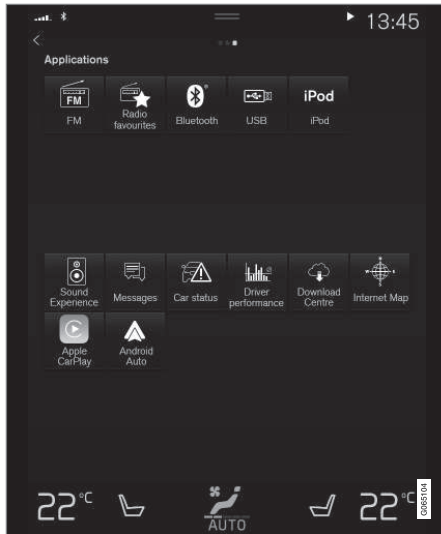 13:45
Applications
FM
FM
Radio
favourites
Bluetooth
USB
iPod
iPod
Sound
Experience
Messages
Car status
Driver
performance
Download
Centre
Internet Map
Apple
CarPlay
Android
Auto
22°C
AUTO
22°C
G065104